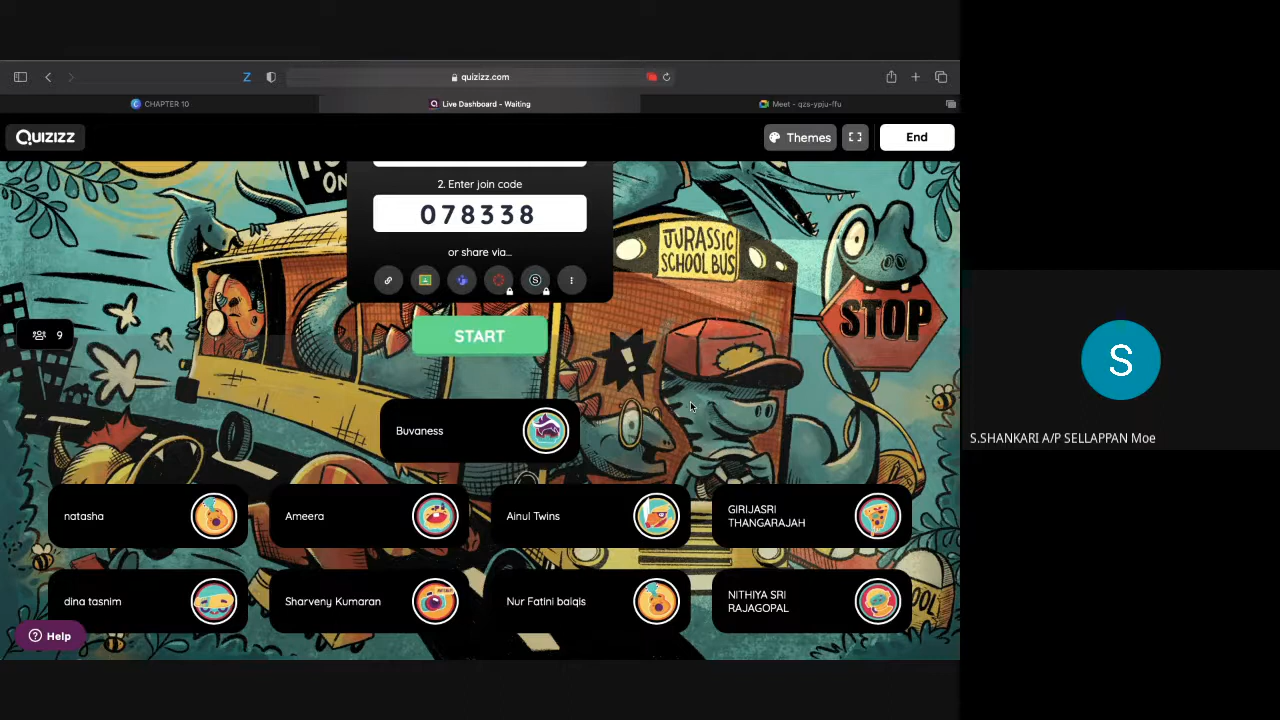 quizizz.com
CHAPTER 10
Live Dashboard - Waiting
Meet - qzs-ypju-ffu
QUIZIZZ
Themes
End
ON
2. Enter join code
078338
or share via...
JURASSIC
SCHOOL BUS
STOP
9
START
!
Buvaness
natasha
Ameera
Ainul Twins
GIRIJASRI
THANGARAJAH
dina tasnim
Sharveny Kumaran
Nur Fatini balqis
NITHIYA SRI
RAJAGOPAL
Help
S
S.SHANKARI A/P SELLAPPAN Moe